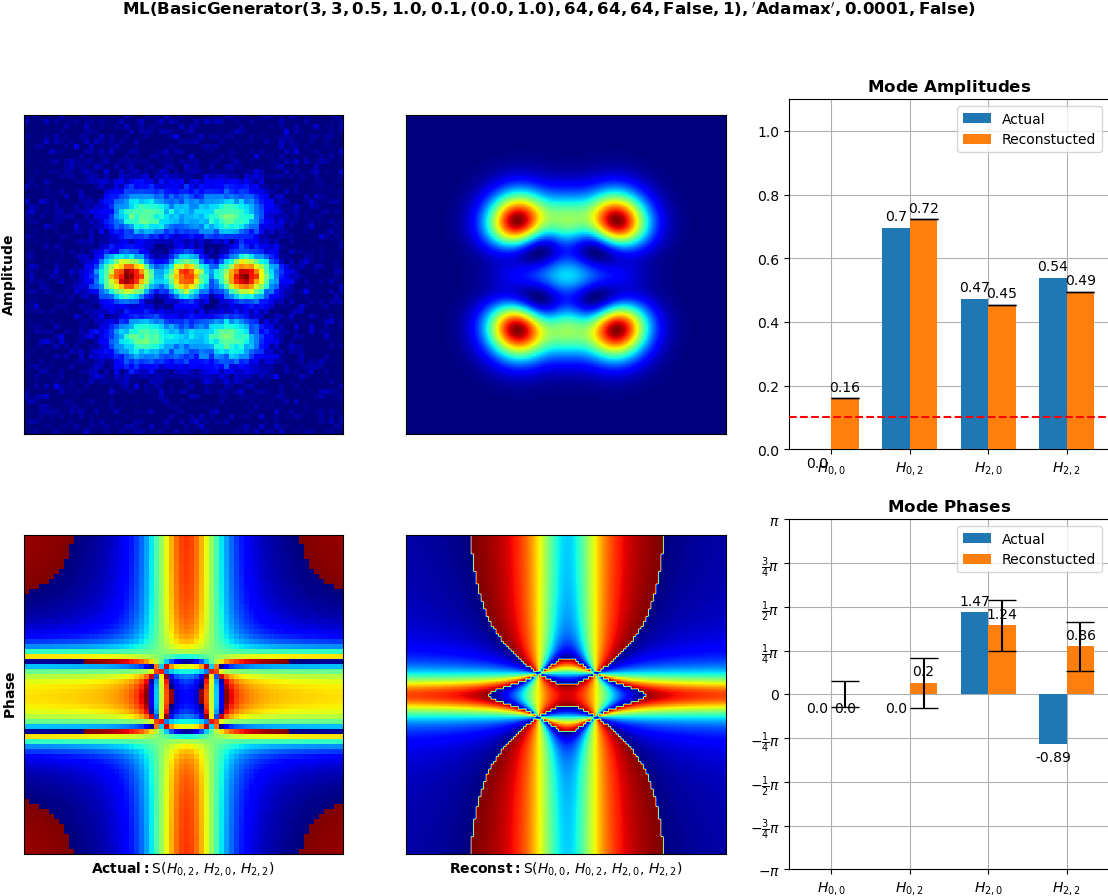 ML(BasicGenerator(3, 3, 0.5, 1.0, 0.1, (0.0, 1.0), 64, 64, 64, False, 1), ′Adamax′, 0.0001, False)
Mode Amplitudes
Amplitude
Actual
Reconstucted
1.0
0.8
0.6
0.4
0.2
0.0
0.0
0.16
0.7
0.72
0.47
0.45
0.54
0.49
H0,0
H0,2
H2,0
H2,2
Mode Phases
Phase
Actual
Reconstucted
π
3/4π
1/2π
1/4π
0
−1/4π
−1/2π
−3/4π
−π
0.0
0.0
0.0
0.2
1.47
1.24
-0.89
0.86
H0,0
H0,2
H2,0
H2,2
Actual: S(H0,2, H2,0, H2,2)
Reconst: S(H0,0, H0,2, H2,0, H2,2)